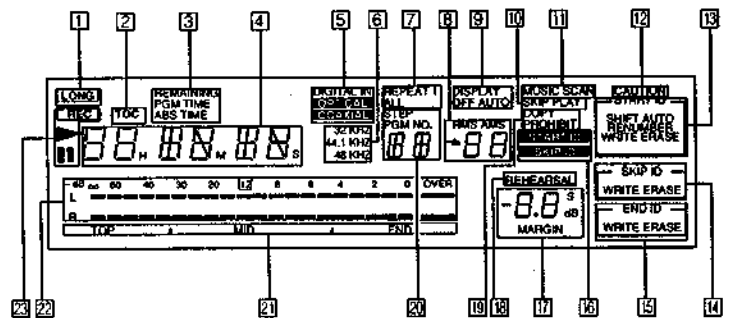 1 2 3 4 5 6 7 8 9 10 11 12 13
LONG
REC
TOC
REMAINING
PGM TIME
ABS TIME
H M S
DIGITAL IN
OPTICAL
COAXIAL
32 KHZ
44.1 KHZ
48 KHZ
REPEAT 1
ALL
STEP
PGM NO.
DISPLAY
OFF AUTO
RMS AMS
MUSIC SCAN
SKIP PLAY
COPY
PROHIBIT
CAUTION
START ID
SHIFT AUTO
RENUMBER
WRITE ERASE
SKIP ID
WRITE ERASE
END ID
WRITE ERASE
dB ∞ 60 40 30 20 12 8 6 4 2 0 OVER
L
R
TOP MID END
REHEARSAL
-8.8 S dB
MARGIN
23 22 21 20 19 18 17 16 15 14